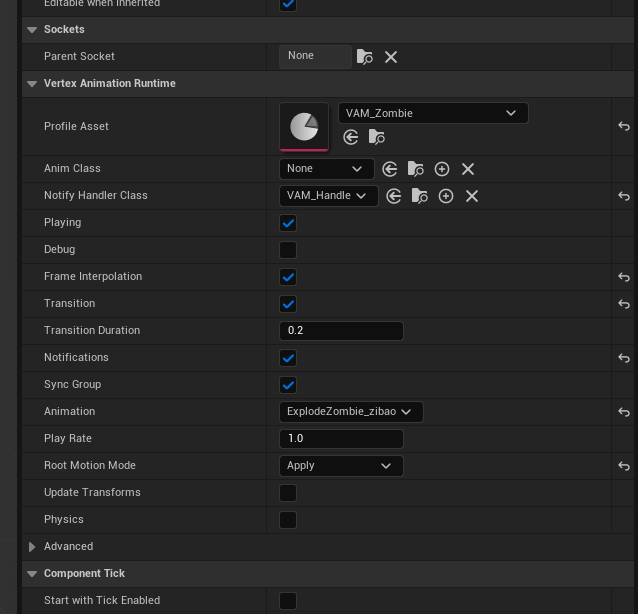 Editable when Inherited
Sockets
Parent Socket None
Vertex Animation Runtime
Profile Asset VAM_Zombie
Anim Class None
Notify Handler Class VAM_Handle
Playing
Debug
Frame Interpolation
Transition
Transition Duration 0.2
Notifications
Sync Group
Animation ExplodeZombie_zibao
Play Rate 1.0
Root Motion Mode Apply
Update Transforms
Physics
Advanced
Component Tick
Start with Tick Enabled